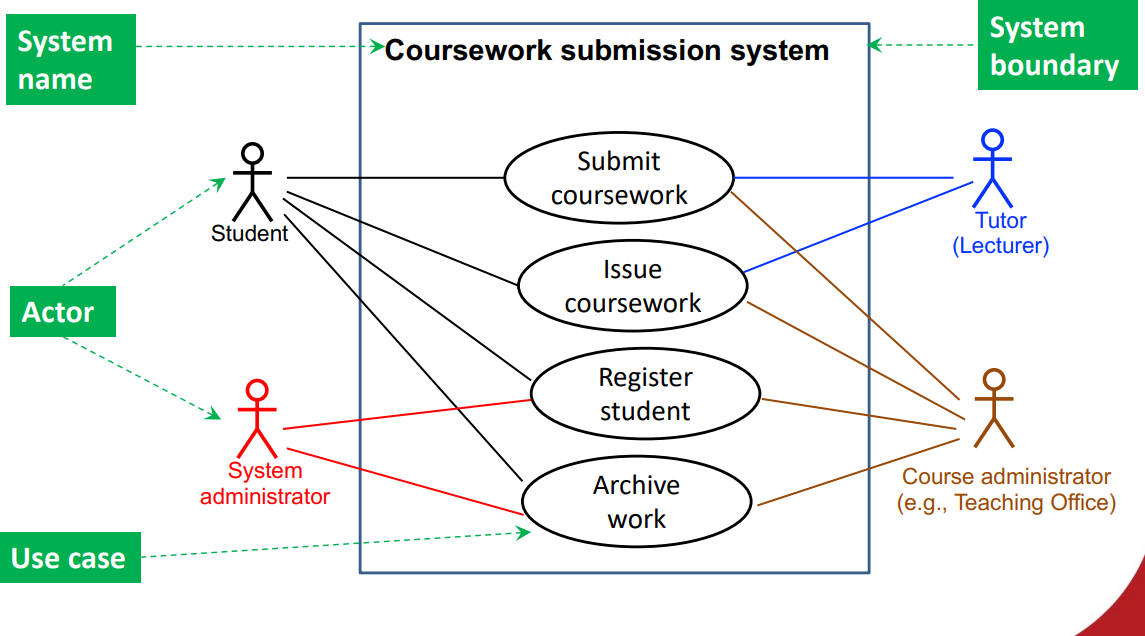 System
name
Coursework submission system
System
boundary
Submit
coursework
Student
Tutor
(Lecturer)
Issue
coursework
Actor
Register
student
System
administrator
Course administrator
(e.g., Teaching Office)
Archive
work
Use case